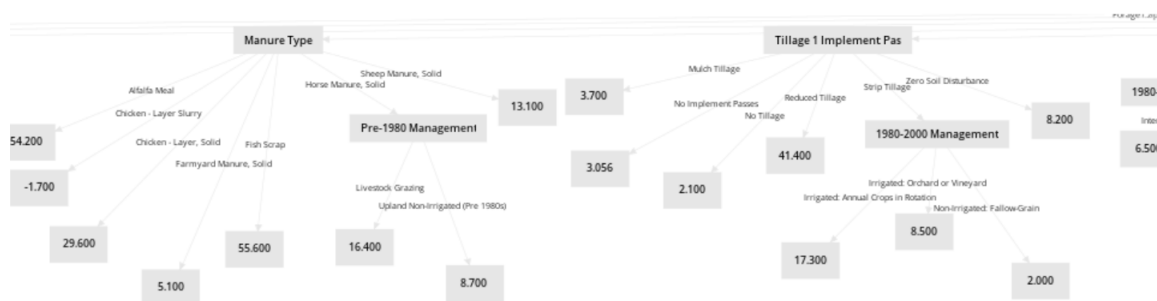 Manure Type
Tillage 1 Implement Pas
Sheep Manure, Solid
Horse Manure, Solid
Alfalfa Meal
Chicken - Layer Slurry
Chicken - Layer, Solid
Fish Scrap
Farmyard Manure, Solid
54.200
-1.700
29.600
5.100
55.600
Pre-1980 Management
13.100
Livestock Grazing
Upland Non-Irrigated (Pre 1980s)
16.400
8.700
Mulch Tillage
Zero Soil Disturbance
Strip Tillage
Reduced Tillage
No Implement Passes
No Tillage
3.700
3.056
2.100
41.400
1980-2000 Management
8.200
Irrigated: Orchard or Vineyard
Irrigated: Annual Crops in Rotation
Non-Irrigated: Fallow-Grain
17.300
8.500
2.000
1980-
Inte
6.500